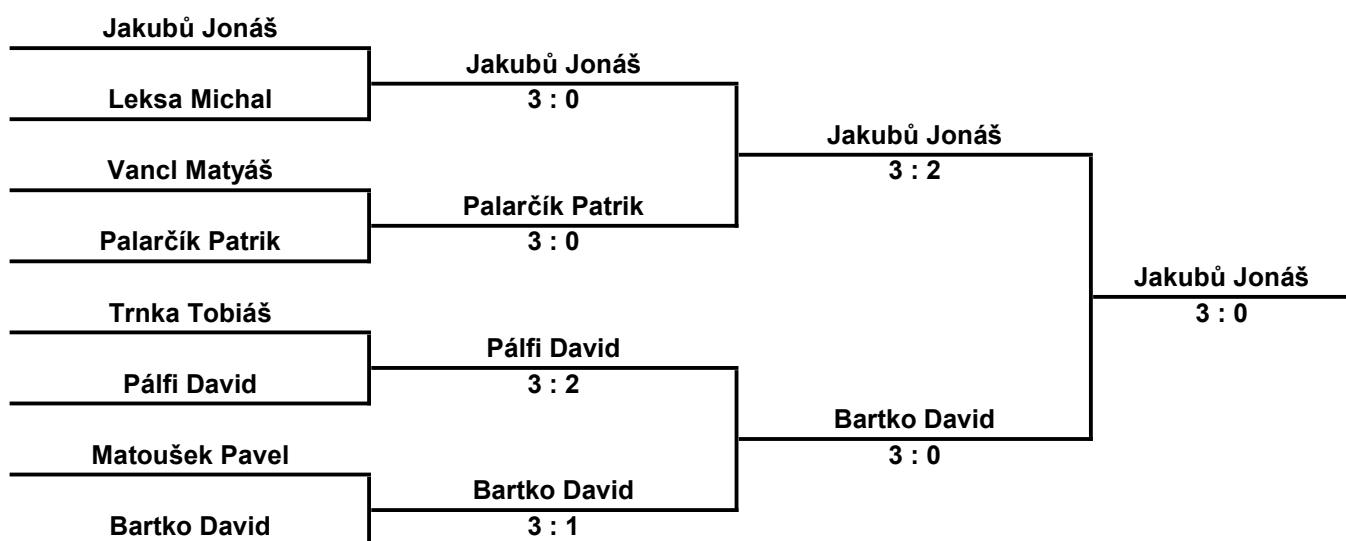 Jakubů Jonáš
Leksa Michal
Vancl Matyáš
Palarčík Patrik
Trnka Tobiáš
Pálfi David
Matoušek Pavel
Bartko David
Jakubů Jonáš
3 : 0
Palarčík Patrik
3 : 0
Pálfi David
3 : 2
Bartko David
3 : 1
Jakubů Jonáš
3 : 2
Bartko David
3 : 0
Jakubů Jonáš
3 : 0